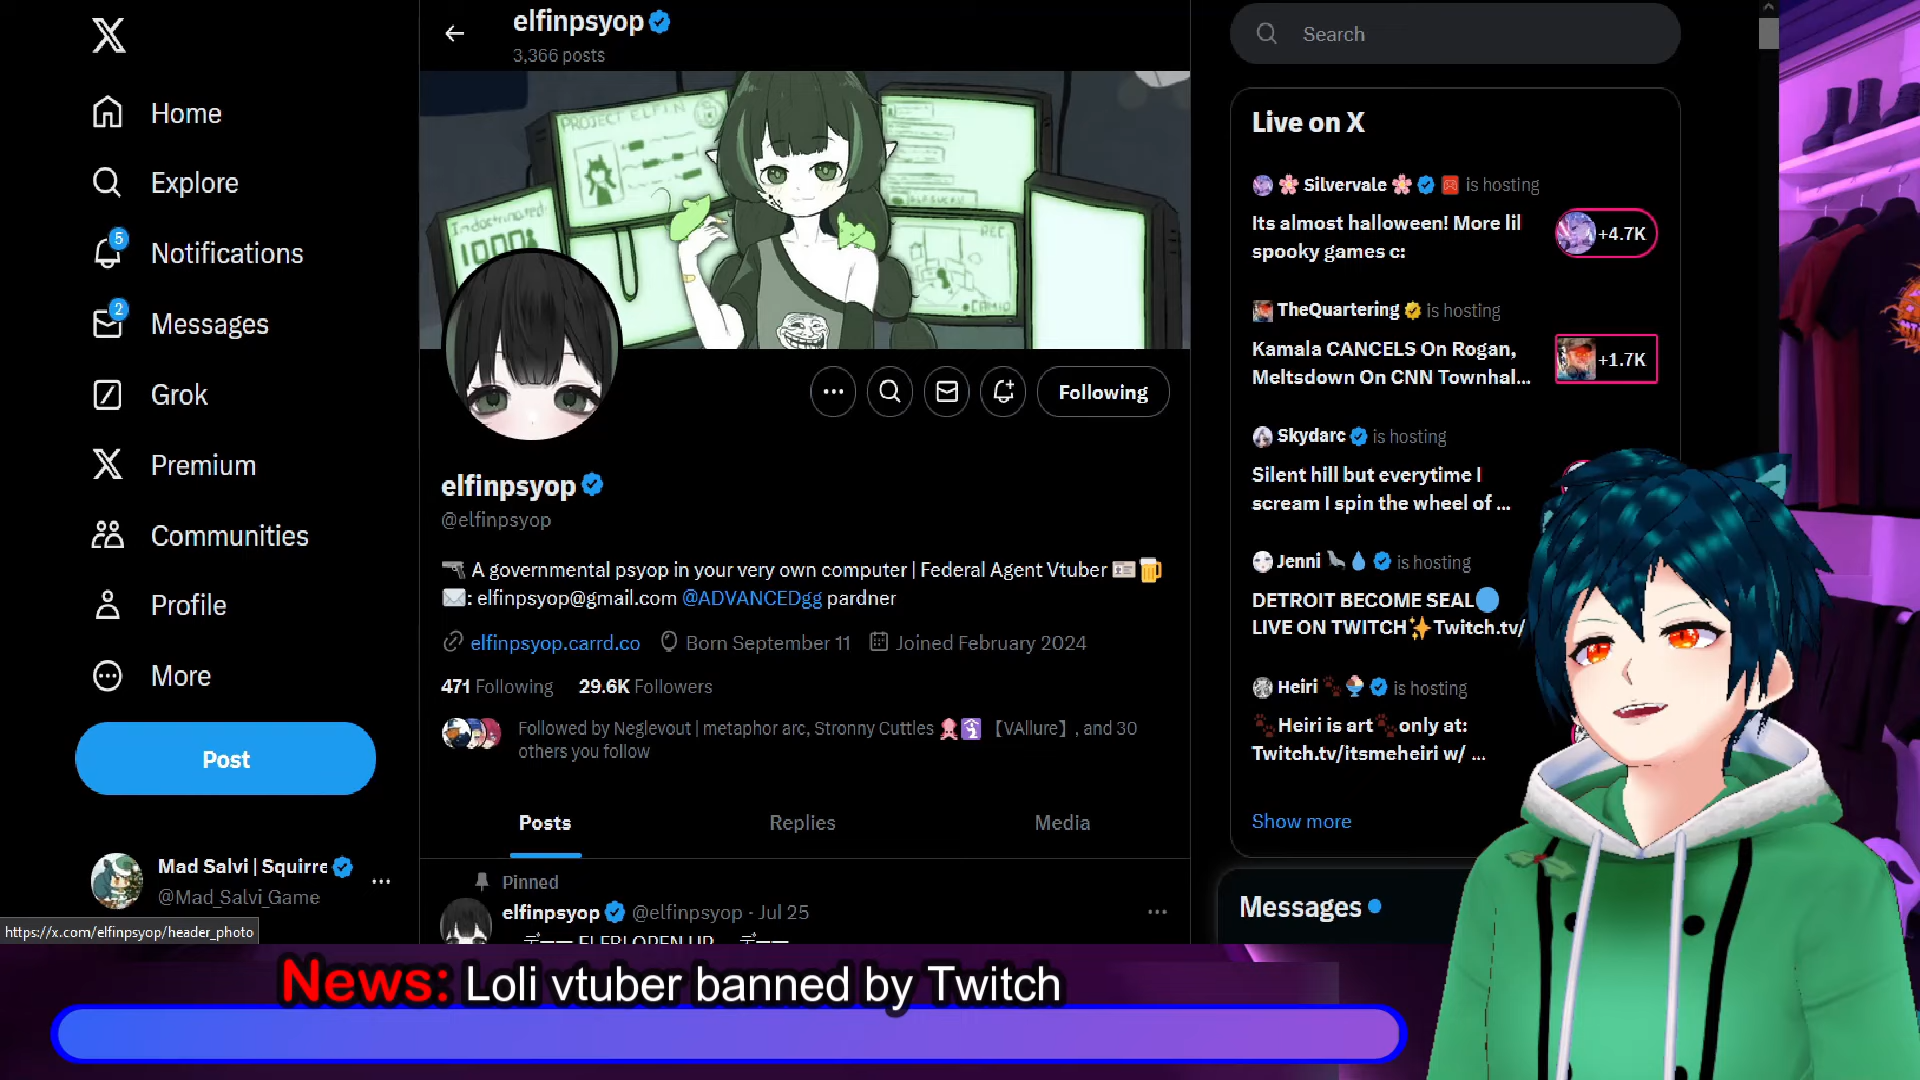 Home
Explore
5
Notifications
2
Messages
Grok
Premium
Communities
Profile
More
Post
Mad Salvi | Squirre
@Mad_Salvi_Game
https://x.com/elfinpsyop/header_photo
elfinpsyop
3,366 posts
PROJECT ELFIN
Indoctrinated
100%
REC
Following
elfinpsyop
@elfinpsyop
A governmental psyop in your very own computer | Federal Agent Vtuber
: elfinpsyop@gmail.com @ADVANCEDgg pardner
elfinpsyop.carrd.co Born September 11 Joined February 2024
471 Following 29.6K Followers
Followed by Neglevout | metaphor arc, Stronny Cuttles 【VAllure】, and 30
others you follow
Posts Replies Media
Pinned
elfinpsyop @elfinpsyop · Jul 25
Search
Live on X
Silvervale is hosting
Its almost halloween! More lil
spooky games c:
+4.7K
TheQuartering is hosting
Kamala CANCELS On Rogan,
Meltsdown On CNN Townhal...
+1.7K
Skydarc is hosting
Silent hill but everytime I
scream I spin the wheel of ...
Jenni is hosting
DETROIT BECOME SEAL
LIVE ON TWITCH✨Twitch.tv/
Heiri is hosting
Heiri is art only at:
Twitch.tv/itsmeheiri w/ ...
Show more
Messages
News: Loli vtuber banned by Twitch